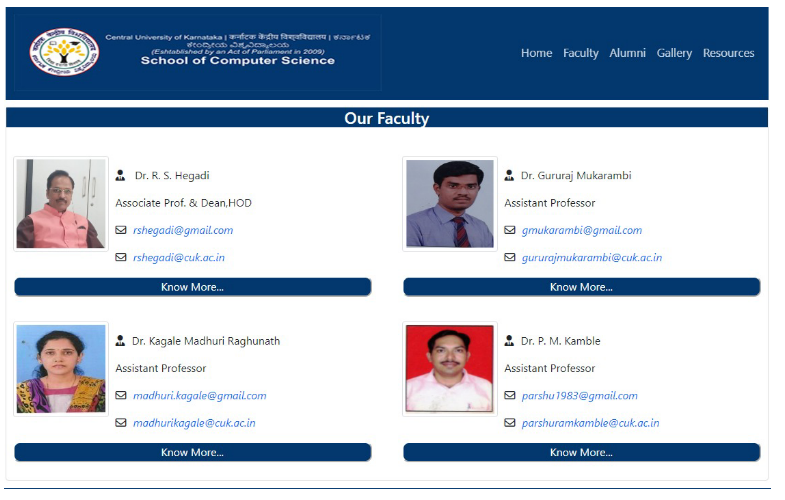 Central University of Karnataka | कर्नाटक केंद्रीय विश्वविद्यालय | ಕರ್ನಾಟಕ
ಕೇಂದ್ರೀಯ ವಿಶ್ವವಿದ್ಯಾಲಯ
(Eshtablished by an Act of Parliament in 2009)
School of Computer Science
Home Faculty Alumni Gallery Resources
Our Faculty
Dr. R. S. Hegadi
Associate Prof. & Dean,HOD
rshegadi@gmail.com
rshegadi@cuk.ac.in
Know More...
Dr. Gururaj Mukarambi
Assistant Professor
gmukarambi@gmail.com
gururajmukarambi@cuk.ac.in
Know More...
Dr. Kagale Madhuri Raghunath
Assistant Professor
madhuri.kagale@gmail.com
madhurikagale@cuk.ac.in
Know More...
Dr. P. M. Kamble
Assistant Professor
parshu1983@gmail.com
parshuramkamble@cuk.ac.in
Know More...